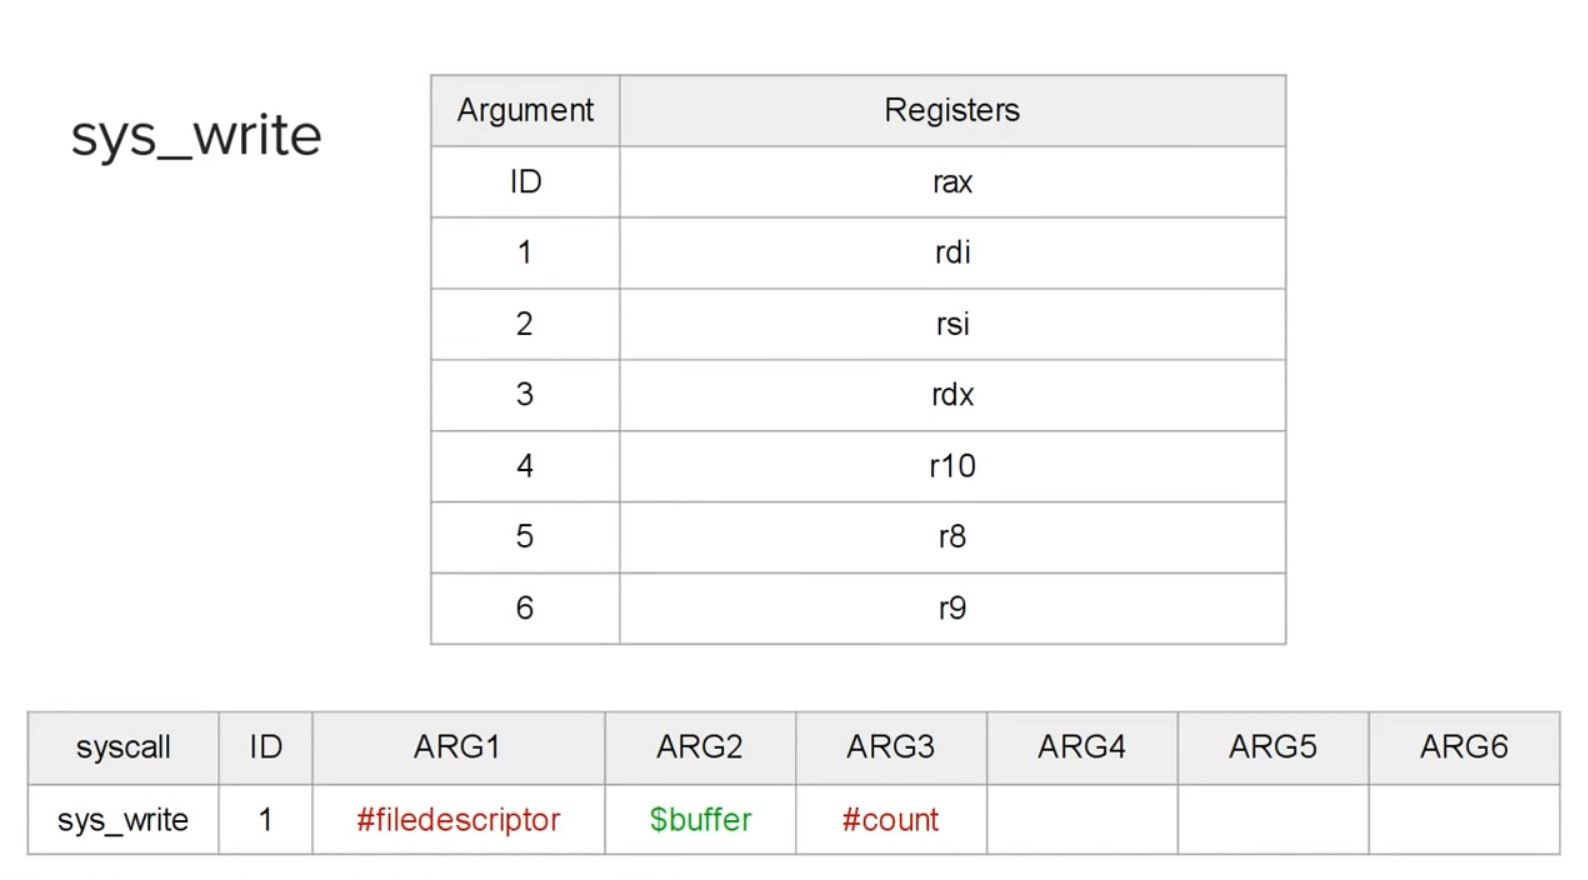 sys_write
Argument Registers
ID rax
1 rdi
2 rsi
3 rdx
4 r10
5 r8
6 r9
syscall ID ARG1 ARG2 ARG3 ARG4 ARG5 ARG6
sys_write 1 #filedescriptor $buffer #count